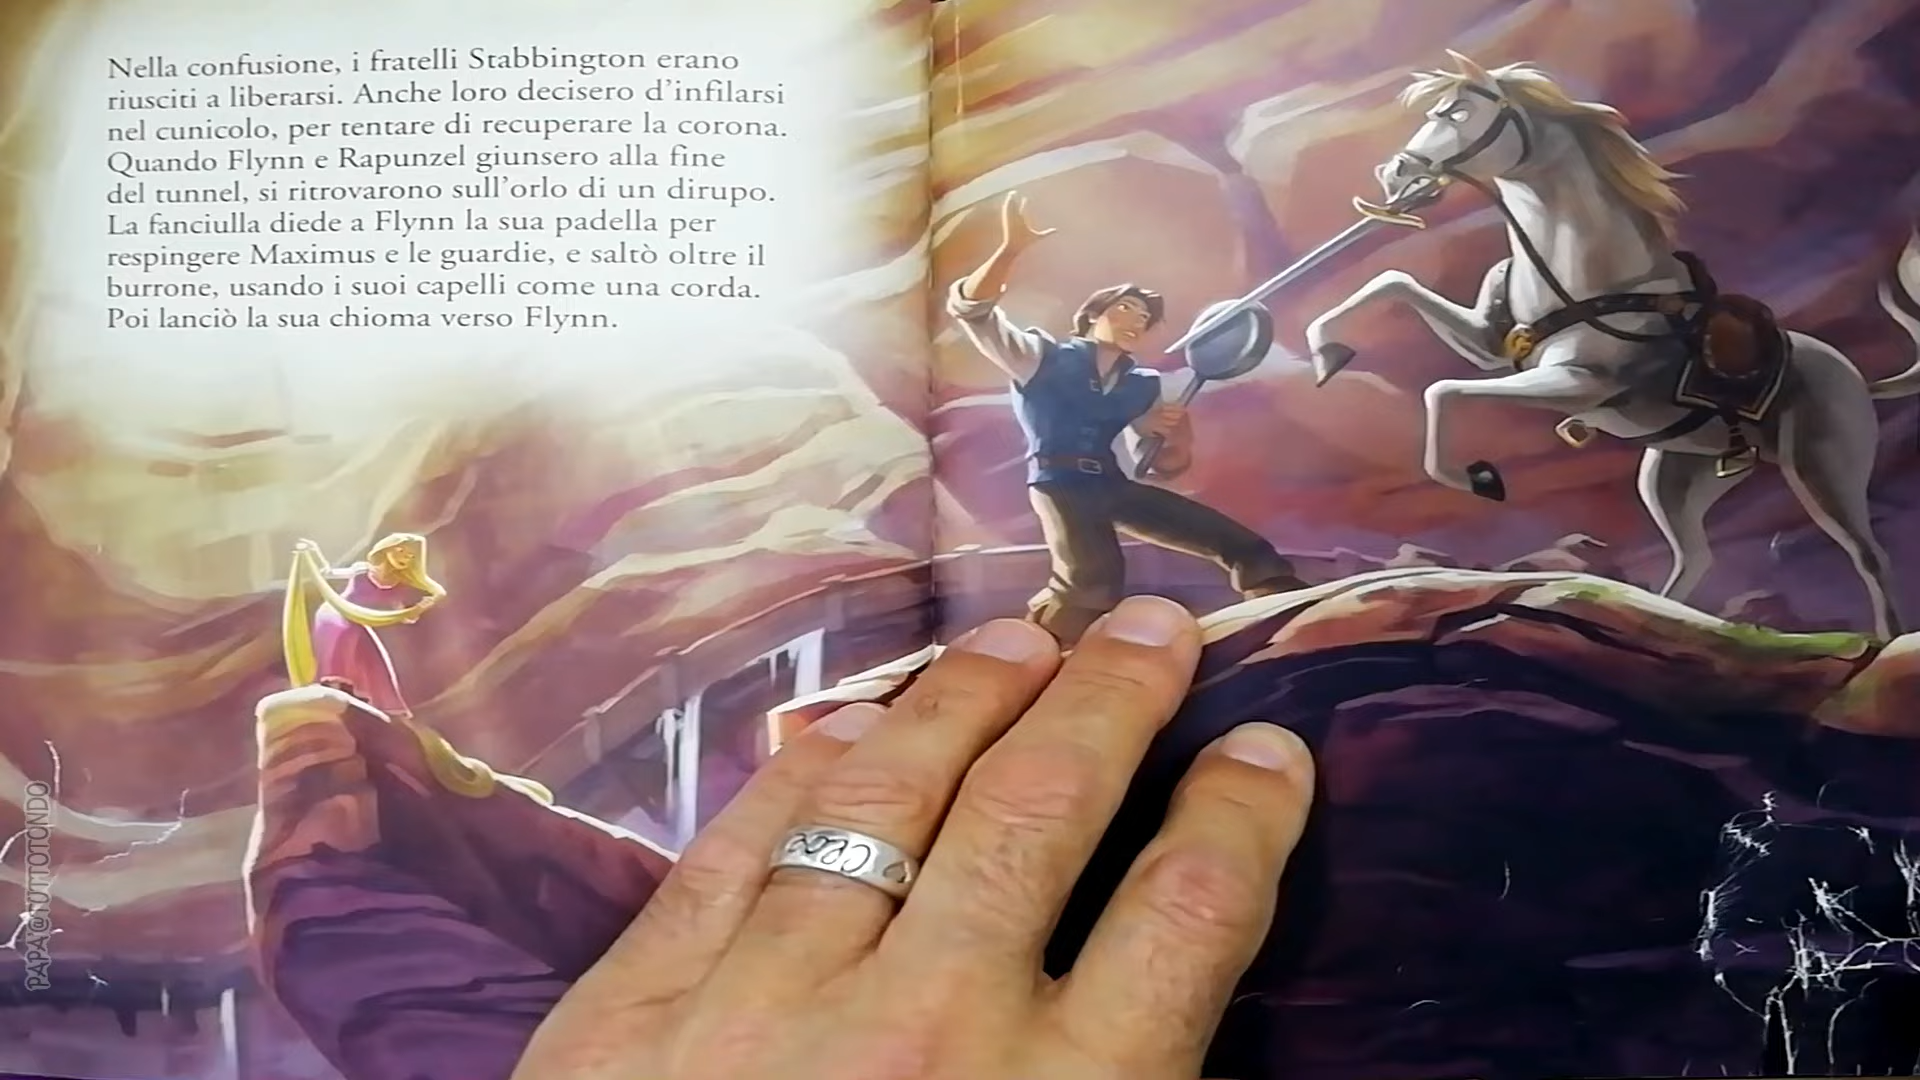 Nella confusione, i fratelli Stabbington erano
riusciti a liberarsi. Anche loro decisero d'infilarsi
nel cunicolo, per tentare di recuperare la corona.
Quando Flynn e Rapunzel giunsero alla fine
del tunnel, si ritrovarono sull'orlo di un dirupo.
La fanciulla diede a Flynn la sua padella per
respingere Maximus e le guardie, e saltò oltre il
burrone, usando i suoi capelli come una corda.
Poi lanciò la sua chioma verso Flynn.
PAPA@TUTTOTONDO